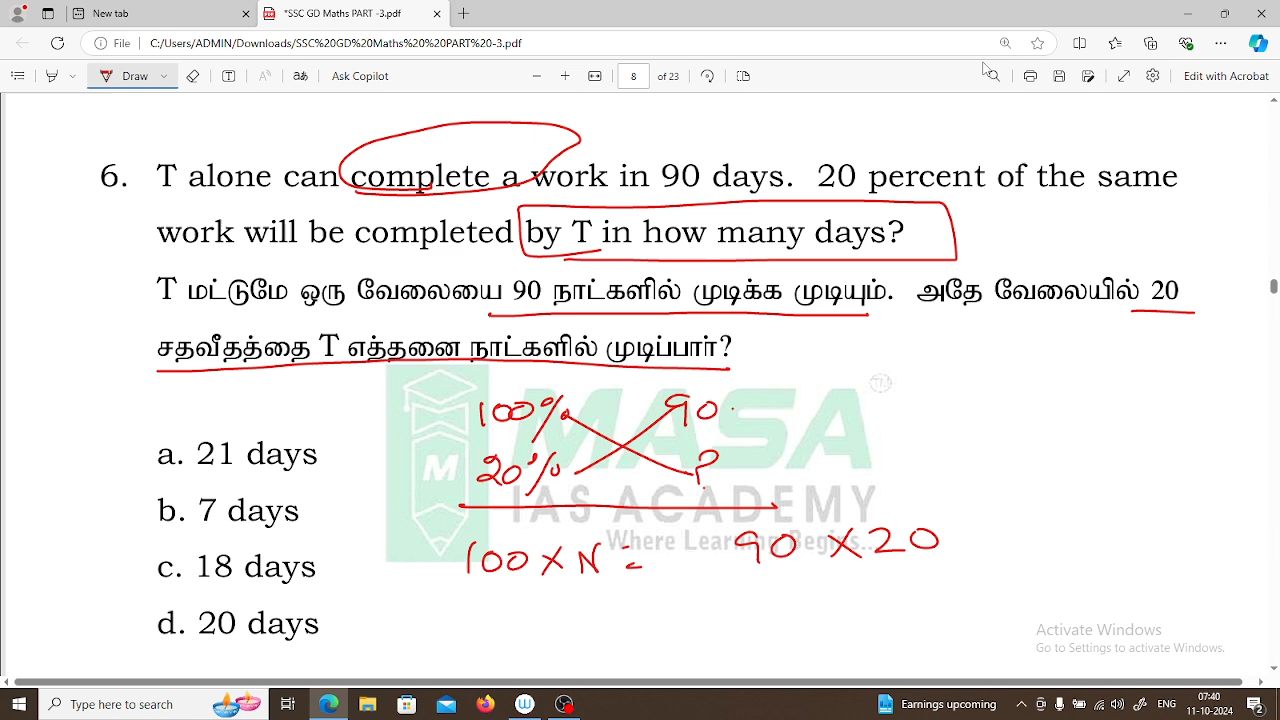 New tab
*SSC GD Maths PART -3.pdf
File C:/Users/ADMIN/Downloads/SSC%20GD%20Maths%20%20PART%20-3.pdf
Draw Ask Copilot 8 of 23 Edit with Acrobat
6. T alone can complete a work in 90 days. 20 percent of the same
work will be completed by T in how many days?
T மட்டுமே ஒரு வேலையை 90 நாட்களில் முடிக்க முடியும். அதே வேலையில் 20
சதவீதத்தை T எத்தனை நாட்களில் முடிப்பார்?
100% 90
20% ?
100 × N = 90 × 20
a. 21 days
b. 7 days
c. 18 days
d. 20 days
MASA
TM
M
IAS ACADEMY
Where Learning Begins...
Activate Windows
Go to Settings to activate Windows.
Type here to search
Earnings upcoming
ENG
07:40
11-10-2024
2